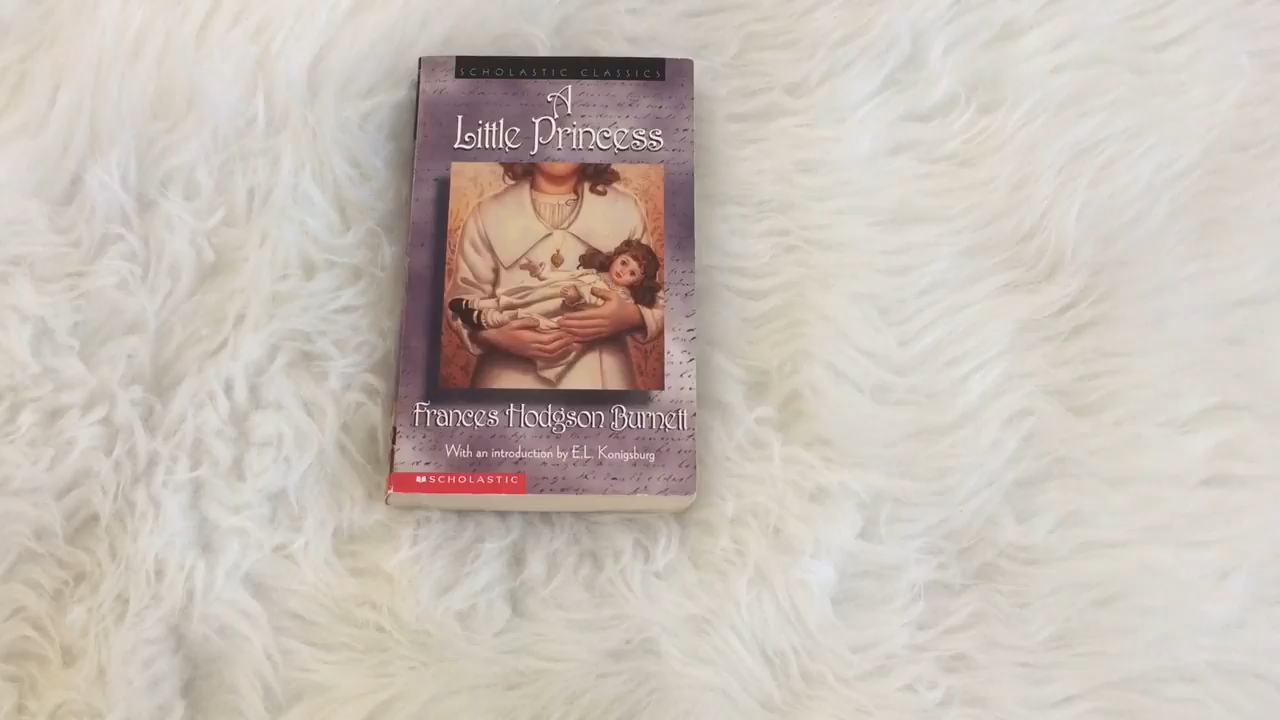 SCHOLASTIC CLASSICS
A
Little Princess
Frances Hodgson Burnett
With an introduction by E.L. Konigsburg
SCHOLASTIC